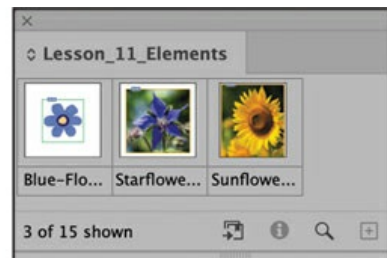 Lesson_11_Elements
Blue-Flo... Starflowe... Sunflowe...
3 of 15 shown